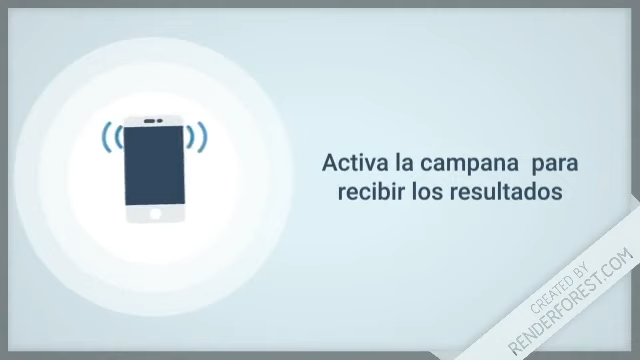 Activa la campana  para
recibir los resultados
CREATED BY
RENDERFOREST.COM